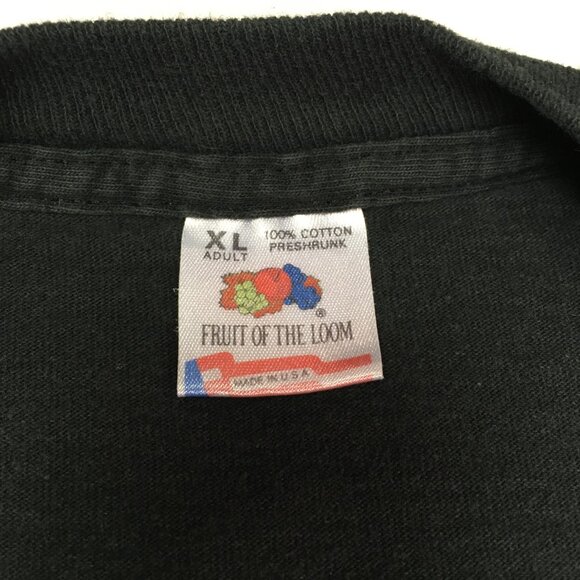 XL 100% COTTON
ADULT PRESHRUNK
®
FRUIT OF THE LOOM
MADE IN U.S.A